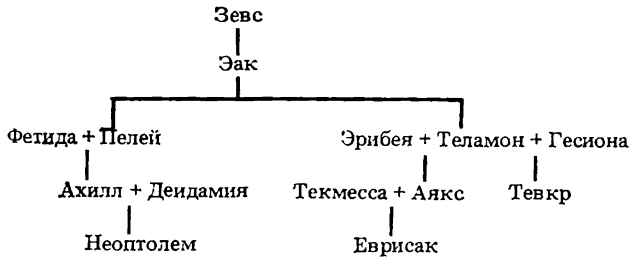 Зевс
Эак
Фетида + Пелей
Эрибея + Теламон + Гесиона
Ахилл + Деидамия
Текмесса + Аякс
Тевкр
Неоптолем
Еврисак